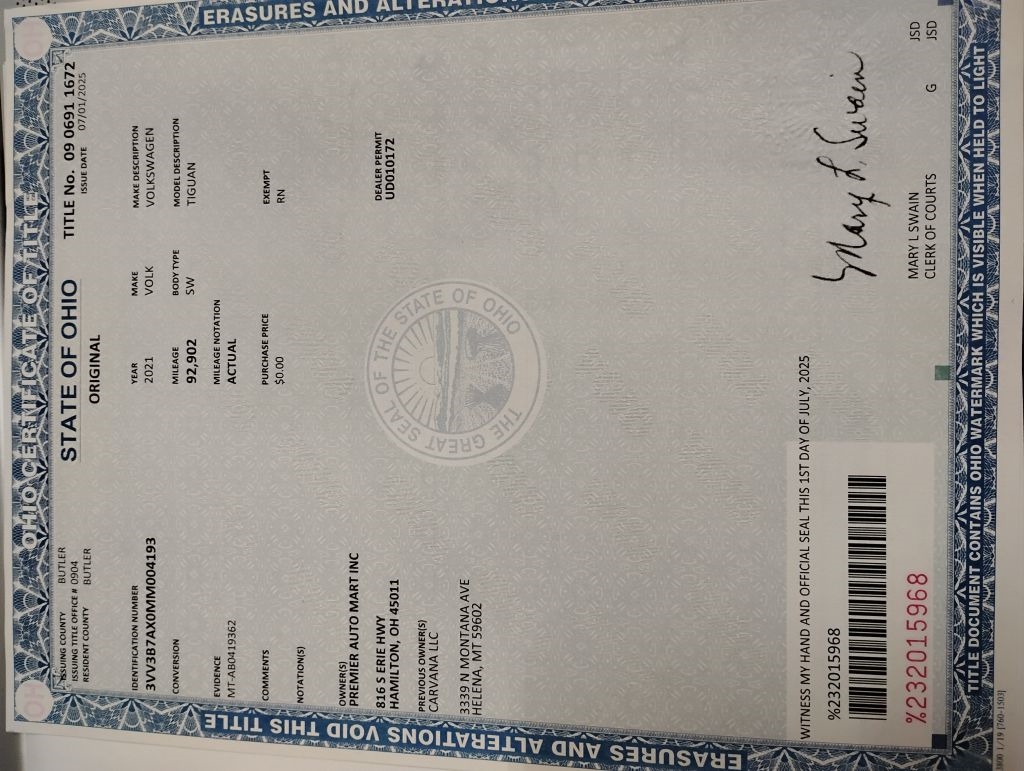 OHIO CERTIFICATE OF TITLE
OH
OH
ERASURES AND ALTERATIONS VOID THIS TITLE
ERASURES AND
ISSUING COUNTY BUTLER
ISSUING TITLE OFFICE # 0904
RESIDENT COUNTY BUTLER
STATE OF OHIO
ORIGINAL
TITLE No. 09 0691 1672
ISSUE DATE 07/01/2025
IDENTIFICATION NUMBER YEAR MAKE MAKE DESCRIPTION
3VV3B7AX0MM004193 2021 VOLK VOLKSWAGEN
CONVERSION MILEAGE BODY TYPE MODEL DESCRIPTION
92,902 SW TIGUAN
EVIDENCE MILEAGE NOTATION
MT-AB0419362 ACTUAL
COMMENTS PURCHASE PRICE EXEMPT
$0.00 RN
NOTATION(S)
OWNER(S)
PREMIER AUTO MART INC
DEALER PERMIT
UD010172
816 S ERIE HWY
HAMILTON, OH 45011
PREVIOUS OWNER(S)
CARVANA LLC
3339 N MONTANA AVE
HELENA, MT 59602
THE GREAT SEAL OF THE STATE OF OHIO
WITNESS MY HAND AND OFFICIAL SEAL THIS 1ST DAY OF JULY, 2025
%232015968
%232015968
Mary L. Swain
MARY L SWAIN
CLERK OF COURTS
JSD
G JSD
TITLE DOCUMENT CONTAINS OHIO WATERMARK WHICH IS VISIBLE WHEN HELD TO LIGHT
3800 1/19 [760-1503]